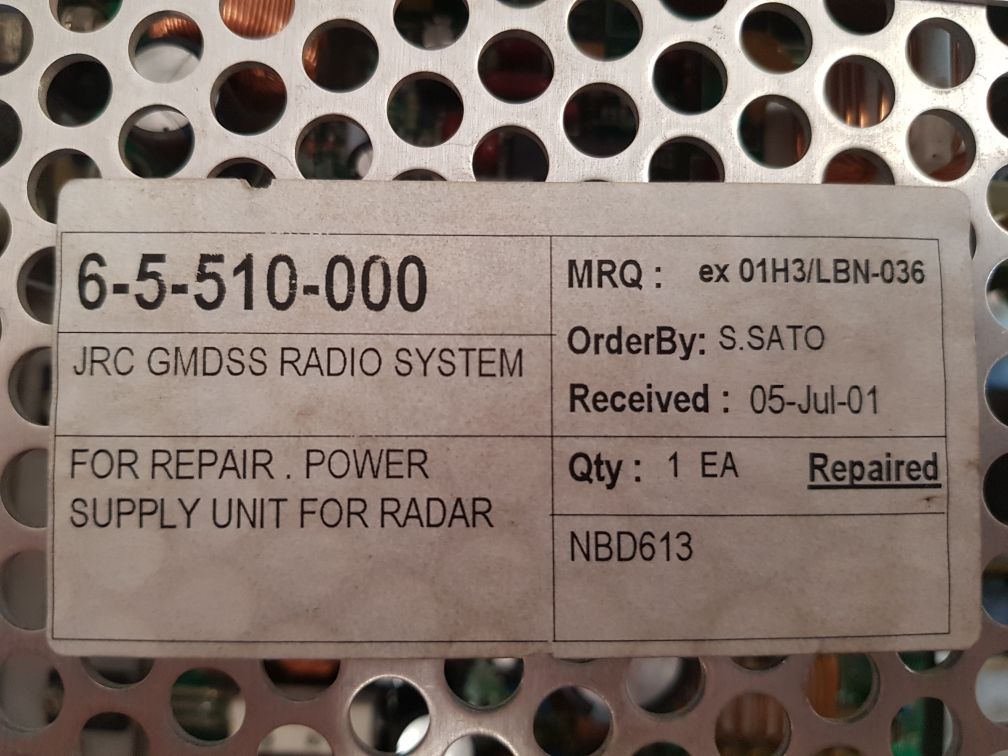 6-5-510-000
JRC GMDSS RADIO SYSTEM
FOR REPAIR . POWER
SUPPLY UNIT FOR RADAR
MRQ : ex 01H3/LBN-036
OrderBy: S.SATO
Received : 05-Jul-01
Qty : 1 EA Repaired
NBD613